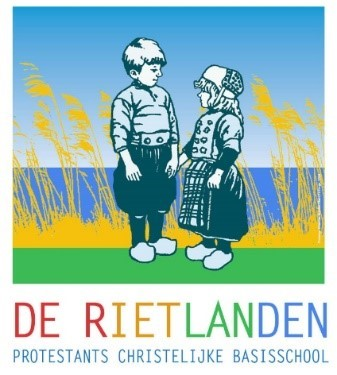 DE RIETLANDEN
PROTESTANTS CHRISTELIJKE BASISSCHOOL